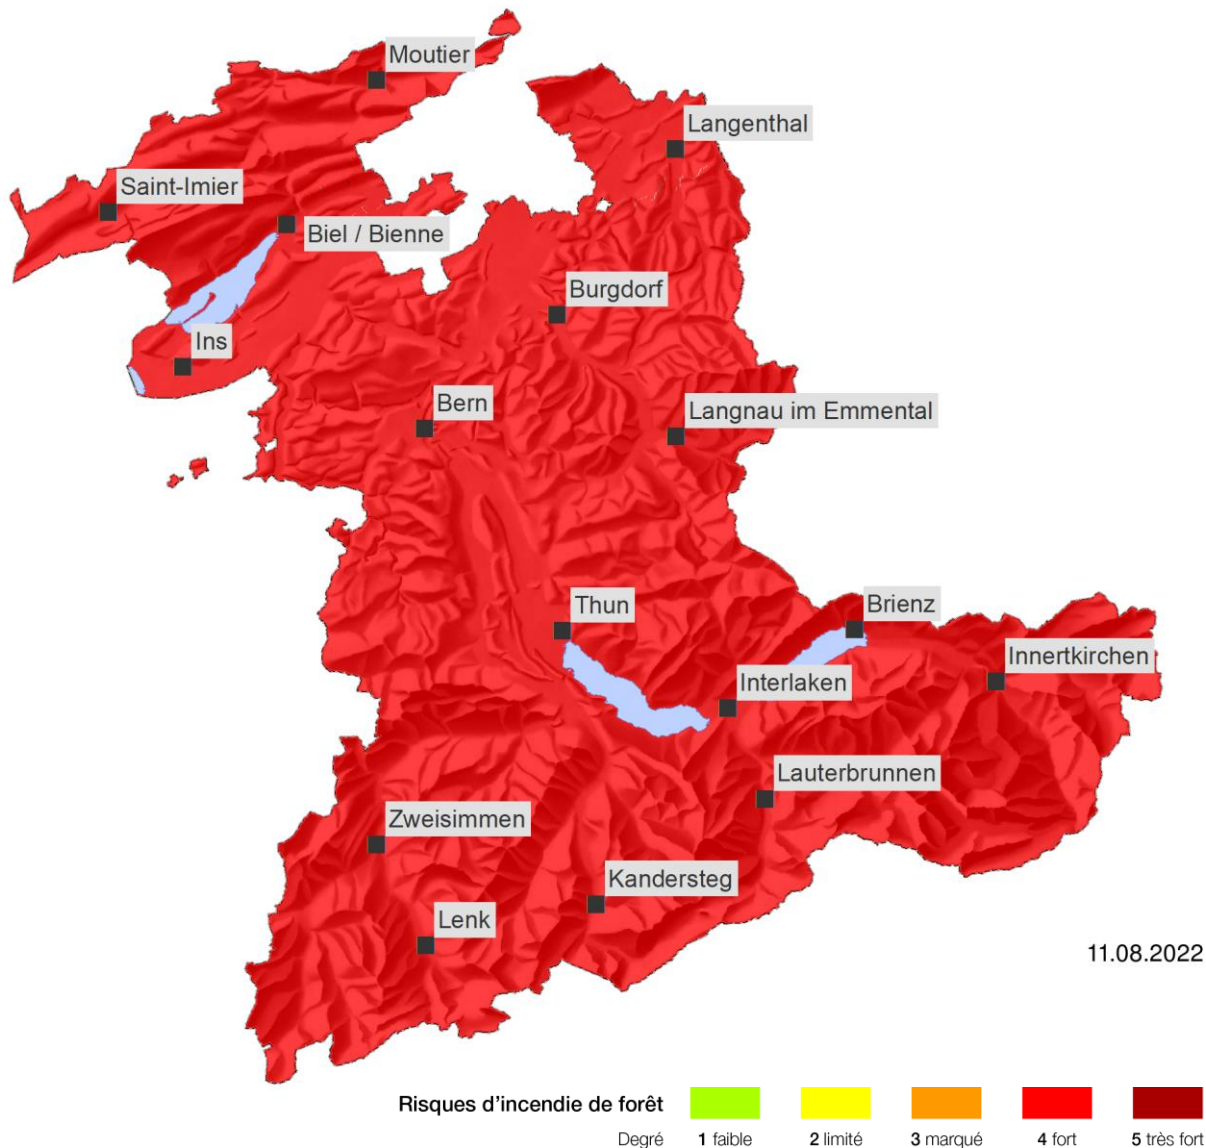 Moutier
Langenthal
Saint-Imier
Biel / Bienne
Burgdorf
Ins
Bern
Langnau im Emmental
Thun
Brienz
Innertkirchen
Interlaken
Lauterbrunnen
Zweisimmen
Kandersteg
Lenk
11.08.2022
Risques d'incendie de forêt
Degré 1 faible 2 limité 3 marqué 4 fort 5 très fort